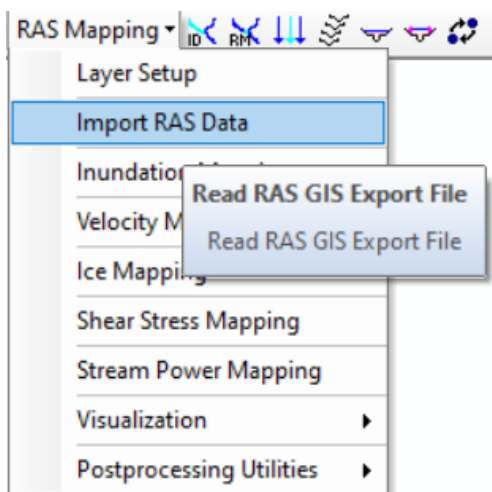 RAS Mapping ID RM
Layer Setup
Import RAS Data
Inundation
Read RAS GIS Export File
Velocity M
Read RAS GIS Export File
Ice Mapping
Shear Stress Mapping
Stream Power Mapping
Visualization
Postprocessing Utilities